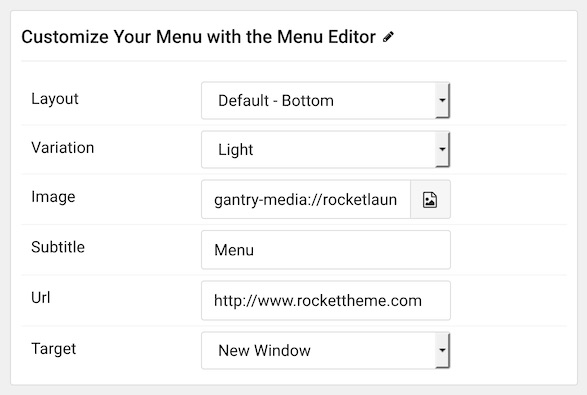 Customize Your Menu with the Menu Editor
Layout Default - Bottom
Variation Light
Image gantry-media://rocketlaun
Subtitle Menu
Url http://www.rockettheme.com
Target New Window